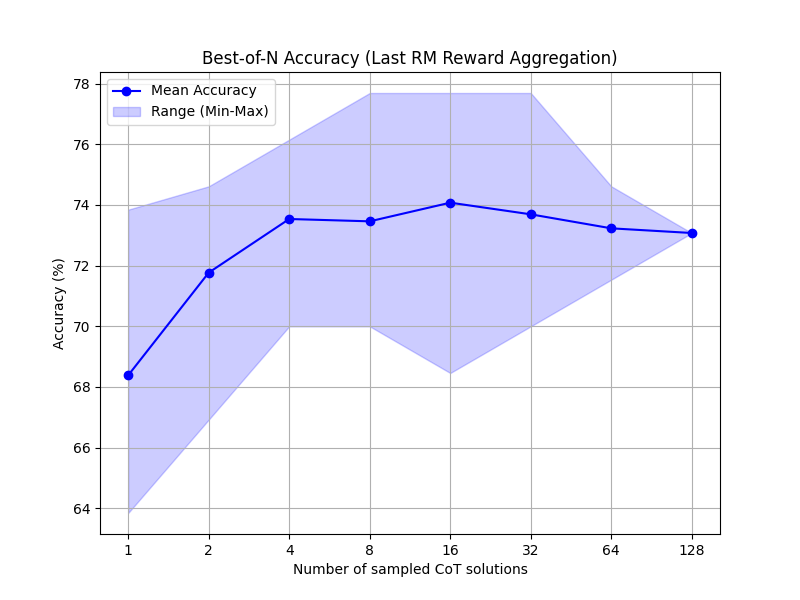 Best-of-N Accuracy (Last RM Reward Aggregation)
Mean Accuracy
Range (Min-Max)
Accuracy (%)
78
76
74
72
70
68
66
64
1 2 4 8 16 32 64 128
Number of sampled CoT solutions